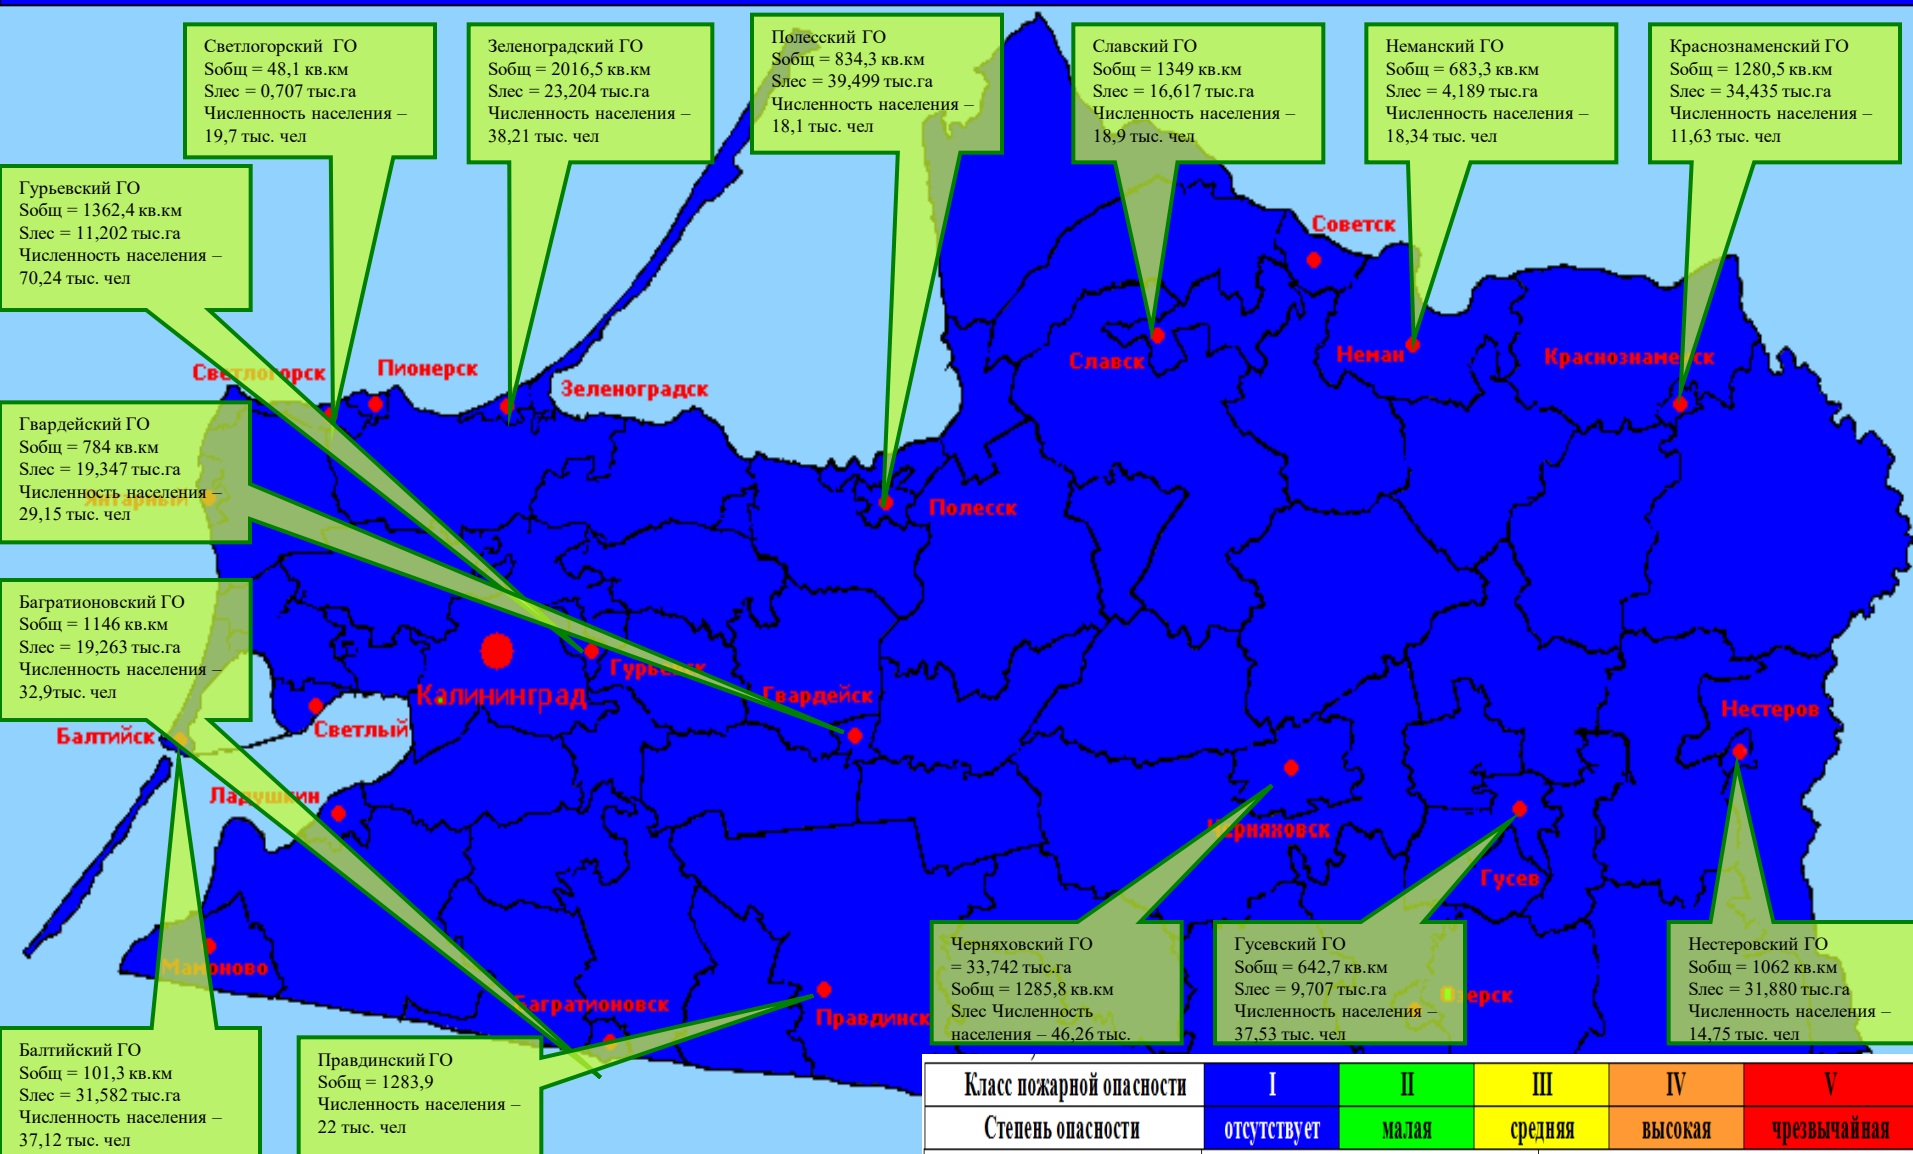 Светлогорский ГО
Sобщ = 48,1 кв.км
Sлес = 0,707 тыс.га
Численность населения –
19,7 тыс. чел
Зеленоградский ГО
Sобщ = 2016,5 кв.км
Sлес = 23,204 тыс.га
Численность населения –
38,21 тыс. чел
Полесский ГО
Sобщ = 834,3 кв.км
Sлес = 39,499 тыс.га
Численность населения –
18,1 тыс. чел
Славский ГО
Sобщ = 1349 кв.км
Sлес = 16,617 тыс.га
Численность населения –
18,9 тыс. чел
Неманский ГО
Sобщ = 683,3 кв.км
Sлес = 4,189 тыс.га
Численность населения –
18,34 тыс. чел
Краснознаменский ГО
Sобщ = 1280,5 кв.км
Sлес = 34,435 тыс.га
Численность населения –
11,63 тыс. чел
Гурьевский ГО
Sобщ = 1362,4 кв.км
Sлес = 11,202 тыс.га
Численность населения –
70,24 тыс. чел
Советск
Светлогорск
Пионерск
Зеленоградск
Славск
Неман
Краснознаменск
Гвардейский ГО
Sобщ = 784 кв.км
Sлес = 19,347 тыс.га
Численность населения –
29,15 тыс. чел
Янтарный
Полесск
Багратионовский ГО
Sобщ = 1146 кв.км
Sлес = 19,263 тыс.га
Численность населения –
32,9тыс. чел
Калининград
Гурьевск
Гвардейск
Нестеров
Балтийск
Светлый
Ладушкин
Черняховск
Гусев
Мамоново
Багратионовск
Правдинск
Озерск
Черняховский ГО
= 33,742 тыс.га
Sобщ = 1285,8 кв.км
Sлес Численность
населения – 46,26 тыс.
Гусевский ГО
Sобщ = 642,7 кв.км
Sлес = 9,707 тыс.га
Численность населения –
37,53 тыс. чел
Нестеровский ГО
Sобщ = 1062 кв.км
Sлес = 31,880 тыс.га
Численность населения –
14,75 тыс. чел
Балтийский ГО
Sобщ = 101,3 кв.км
Sлес = 31,582 тыс.га
Численность населения –
37,12 тыс. чел
Правдинский ГО
Sобщ = 1283,9
Численность населения –
22 тыс. чел
Класс пожарной опасности I II III IV V
Степень опасности отсутствует малая средняя высокая чрезвычайная